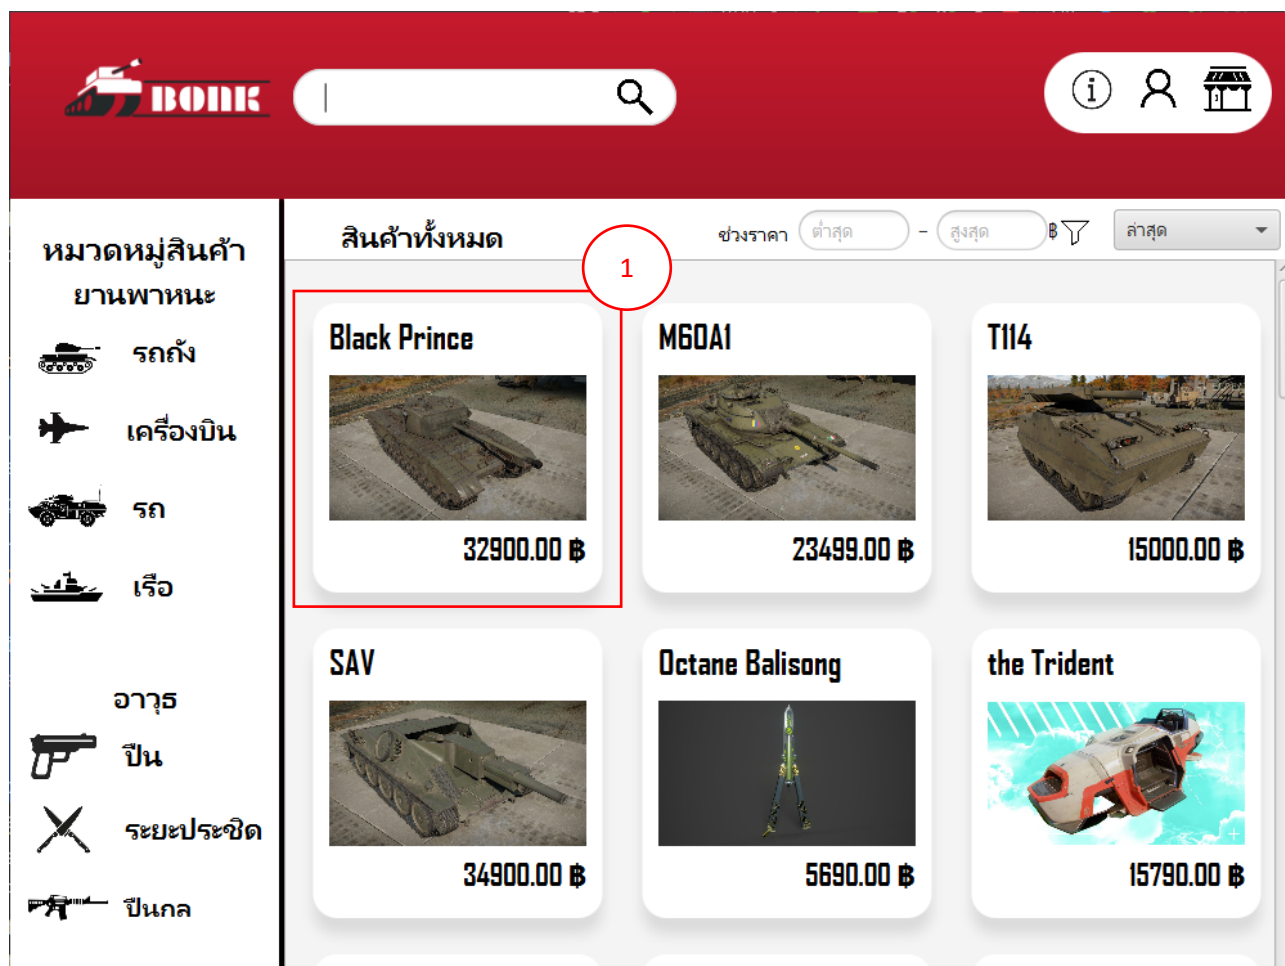 BONK
สินค้าทั้งหมด
ช่วงราคา ต่ำสุด - สูงสุด ฿ ล่าสุด
1
หมวดหมู่สินค้า
ยานพาหนะ
รถถัง
เครื่องบิน
รถ
เรือ
อาวุธ
ปืน
ระยะประชิด
ปืนกล
Black Prince
32900.00 ฿
M60A1
23499.00 ฿
T114
15000.00 ฿
SAV
34900.00 ฿
Octane Balisong
5690.00 ฿
the Trident
15790.00 ฿